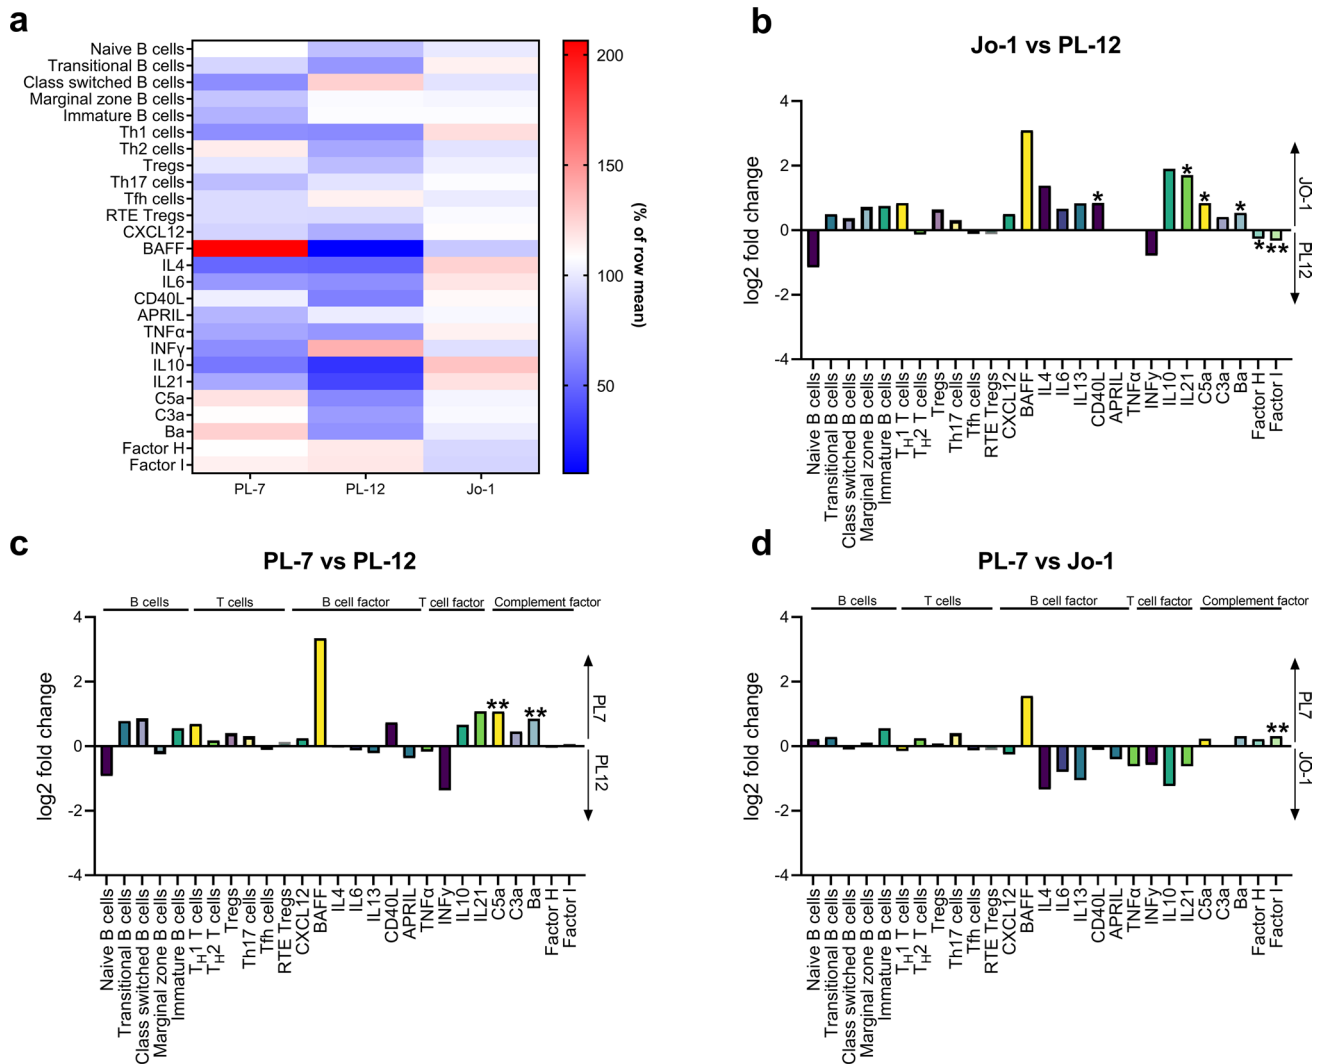 a
Naive B cells
Transitional B cells
Class switched B cells
Marginal zone B cells
Immature B cells
Th1 cells
Th2 cells
Tregs
Th17 cells
Tfh cells
RTE Tregs
CXCL12
BAFF
IL4
IL6
CD40L
APRIL
TNFα
INFγ
IL10
IL21
C5a
C3a
Ba
Factor H
Factor I
PL-7
PL-12
Jo-1
200
150
100
50
(% of row mean)
b
Jo-1 vs PL-12
log2 fold change
4
2
0
-2
-4
*
*
*
*
*
**
JO-1
PL12
Naive B cells
Transitional B cells
Class switched B cells
Marginal zone B cells
Immature B cells
TH1 T cells
TH2 T cells
Tregs
Th17 cells
Tfh cells
RTE Tregs
CXCL12
BAFF
IL4
IL6
IL13
CD40L
APRIL
TNFα
INFy
IL10
IL21
C5a
C3a
Ba
Factor H
Factor I
c
PL-7 vs PL-12
B cells
T cells
B cell factor
T cell factor
Complement factor
log2 fold change
4
2
0
-2
-4
**
**
PL7
PL12
Naive B cells
Transitional B cells
Class switched B cells
Marginal zone B cells
Immature B cells
TH1 T cells
TH2 T cells
Tregs
Th17 cells
Tfh cells
RTE Tregs
CXCL12
BAFF
IL4
IL6
IL13
CD40L
APRIL
TNFα
INFy
IL10
IL21
C5a
C3a
Ba
Factor H
Factor I
d
PL-7 vs Jo-1
B cells
T cells
B cell factor
T cell factor
Complement factor
log2 fold change
4
2
0
-2
-4
**
PL7
JO-1
Naive B cells
Transitional B cells
Class switched B cells
Marginal zone B cells
Immature B cells
TH1 T cells
TH2 T cells
Tregs
Th17 cells
Tfh cells
RTE Tregs
CXCL12
BAFF
IL4
IL6
IL13
CD40L
APRIL
TNFα
INFy
IL10
IL21
C5a
C3a
Ba
Factor H
Factor I